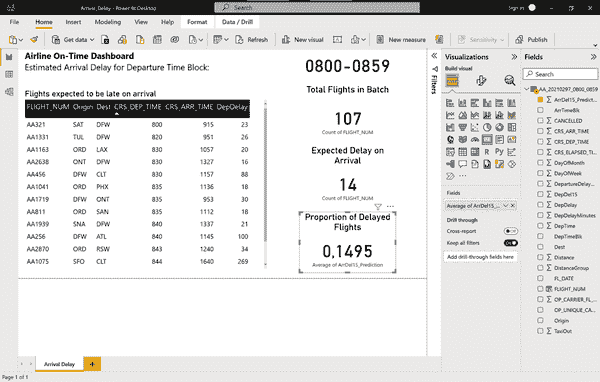 Arrival_Delay - Power BI Desktop
Search
Sign in
File Home Insert Modeling View Help Format Data / Drill
Get data
Refresh
New visual
New measure
Sensitivity
Publish
Airline On-Time Dashboard
Estimated Arrival Delay for Departure Time Block:
0800-0859
Total Flights in Batch
107
Count of FLIGHT_NUM
Expected Delay on
Arrival
14
Count of FLIGHT_NUM
Proportion of Delayed
Flights
0,1495
Average of ArrDel15_Prediction
Flights expected to be late on arrival
FLIGHT_NUM Origin Dest CRS_DEP_TIME CRS_ARR_TIME DepDelay
AA321 SAT DFW 800 915 23
AA1331 TUL DFW 820 951 26
AA1163 ORD LAX 830 1057 20
AA2638 ONT DFW 830 1327 16
AA456 DFW CLT 830 1157 88
AA1041 ORD PHX 835 1136 18
AA1719 DFW ONT 835 953 30
AA811 ORD SAN 835 1112 18
AA1939 SNA DFW 840 1337 21
AA256 DFW ATL 840 1145 100
AA2870 ORD RSW 843 1240 34
AA1075 SFO CLT 844 1640 269
Filters
Visualizations
Build visual
Fields
Average of ArrDel15_
Drill through
Cross-report
Off
Keep all filters
On
Add drill-through fields here
Fields
Search
AA_20210297_0800_0859
ArrDel15_Predicti...
ArrTimeBlk
CANCELLED
CRS_ARR_TIME
CRS_DEP_TIME
CRS_ELAPSED_TI...
DayOfMonth
DayOfWeek
DepartureDelay...
DepDel15
DepDelay
DepDelayMinutes
DepTime
DepTimeBlk
Dest
Distance
DistanceGroup
FL_DATE
FLIGHT_NUM
OP_CARRIER_FL...
OP_UNIQUE_CA...
Origin
TaxiOut
Arrival Delay
Page 1 of 1